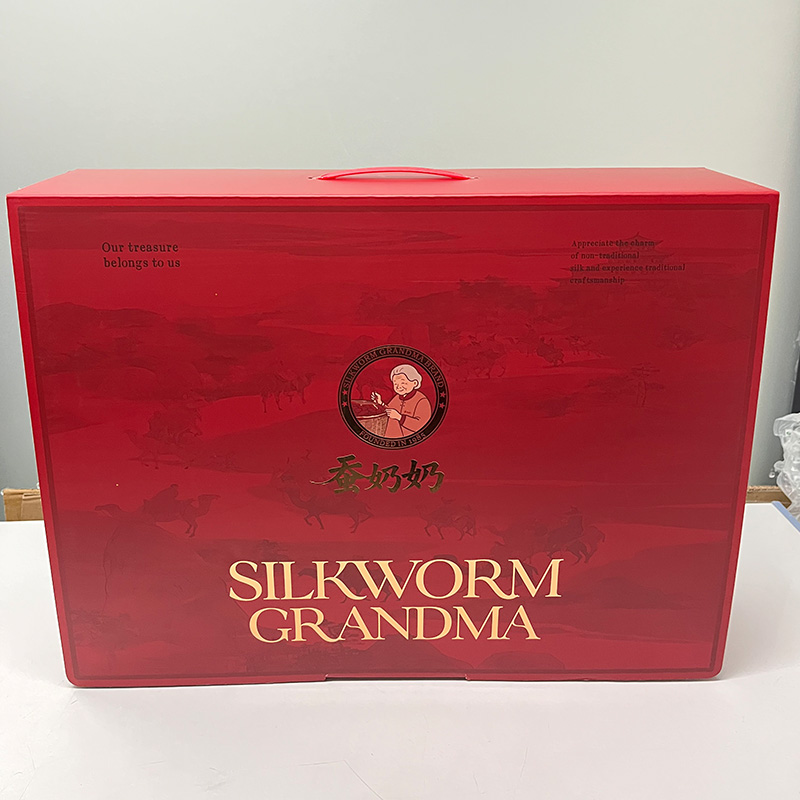 Our treasure
belongs to us
Appreciate the charm
of non-traditional
silk and experience traditional
craftsmanship
SILKWORM GRANDMA BRAND
FOUNDED IN
蚕奶奶
SILKWORM
GRANDMA